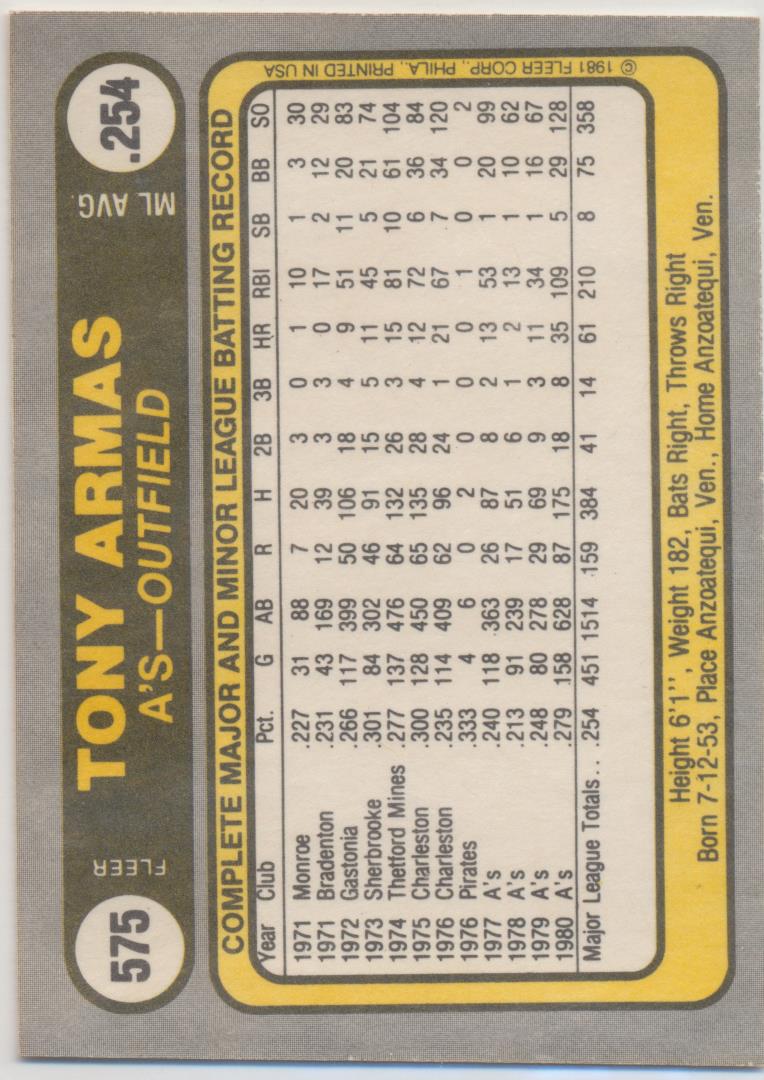 575 FLEER TONY ARMAS ML AVG. .254
A'S—OUTFIELD
COMPLETE MAJOR AND MINOR LEAGUE BATTING RECORD
Year Club Pct. G AB R H 2B 3B HR RBI SB BB SO
1971 Monroe .227 31 88 7 20 3 0 1 10 1 3 30
1971 Bradenton .231 43 169 12 39 3 3 0 17 2 12 29
1972 Gastonia .266 117 399 50 106 18 4 9 51 11 20 83
1973 Sherbrooke .301 84 302 46 91 15 5 11 45 5 21 74
1974 Thetford Mines .277 137 476 64 132 26 3 15 81 10 61 104
1975 Charleston .300 128 450 65 135 28 4 12 72 6 36 84
1976 Charleston .235 114 409 62 96 24 1 21 67 7 34 120
1976 Pirates .333 4 6 0 2 0 0 0 1 0 0 2
1977 A's .240 118 363 26 87 8 2 13 53 1 20 99
1978 A's .213 91 239 17 51 6 1 2 13 1 10 62
1979 A's .248 80 278 29 69 9 3 11 34 1 16 67
1980 A's .279 158 628 87 175 18 8 35 109 5 29 128
Major League Totals . . .254 451 1514 159 384 41 14 61 210 8 75 358
Height 6'1'', Weight 182, Bats Right, Throws Right
Born 7-12-53, Place Anzoatequi, Ven., Home Anzoatequi, Ven.
© 1981 FLEER CORP., PHILA., PRINTED IN USA